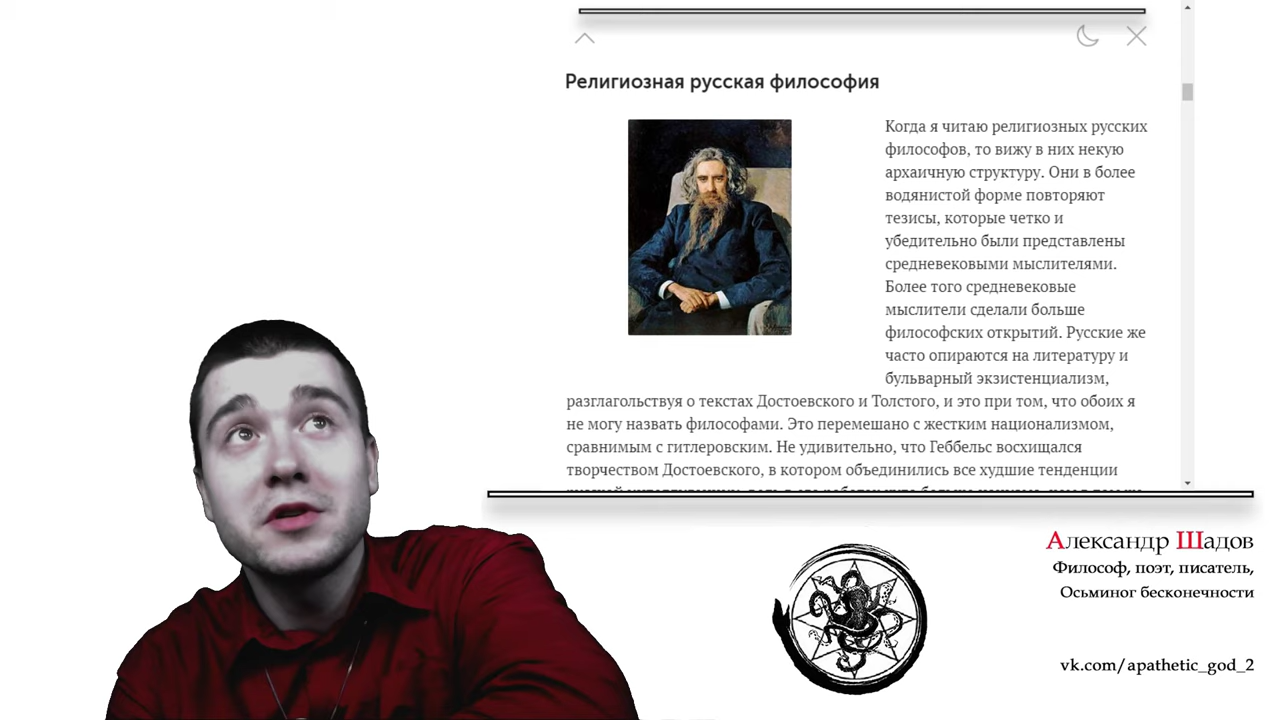 Религиозная русская философия
Когда я читаю религиозных русских
философов, то вижу в них некую
архаичную структуру. Они в более
водянистой форме повторяют
тезисы, которые четко и
убедительно были представлены
средневековыми мыслителями.
Более того средневековые
мыслители сделали больше
философских открытий. Русские же
часто опираются на литературу и
бульварный экзистенциализм,
разглагольствуя о текстах Достоевского и Толстого, и это при том, что обоих я
не могу назвать философами. Это перемешано с жестким национализмом,
сравнимым с гитлеровским. Не удивительно, что Геббельс восхищался
творчеством Достоевского, в котором объединились все худшие тенденции
Александр Шадов
Философ, поэт, писатель,
Осьминог бесконечности
vk.com/apathetic_god_2